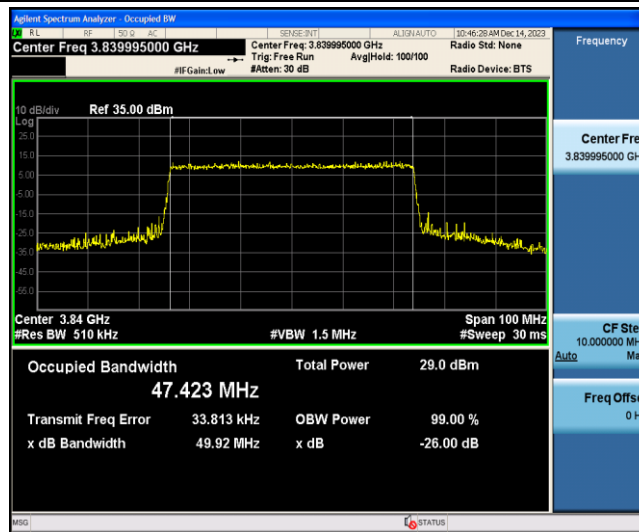 Agilent Spectrum Analyzer - Occupied BW
RL RF 50 Ω AC SENSE:INT ALIGN AUTO 10:46:28 AM Dec 14, 2023
Center Freq 3.839995000 GHz Center Freq: 3.839995000 GHz Radio Std: None Frequency
Trig: Free Run Avg|Hold: 100/100
#IFGain:Low #Atten: 30 dB Radio Device: BTS
10 dB/div Ref 35.00 dBm
Log
25.0
15.0
5.00
-5.00
-15.0
-25.0
-35.0
-45.0
-55.0
Center Fre
3.839995000 GH
Center 3.84 GHz Span 100 MHz
#Res BW 510 kHz #VBW 1.5 MHz #Sweep 30 ms
CF Ste
10.000000 MH
Auto Ma
Occupied Bandwidth Total Power 29.0 dBm
47.423 MHz
Transmit Freq Error 33.813 kHz OBW Power 99.00 %
x dB Bandwidth 49.92 MHz x dB -26.00 dB
Freq Offse
0 H
MSG STATUS